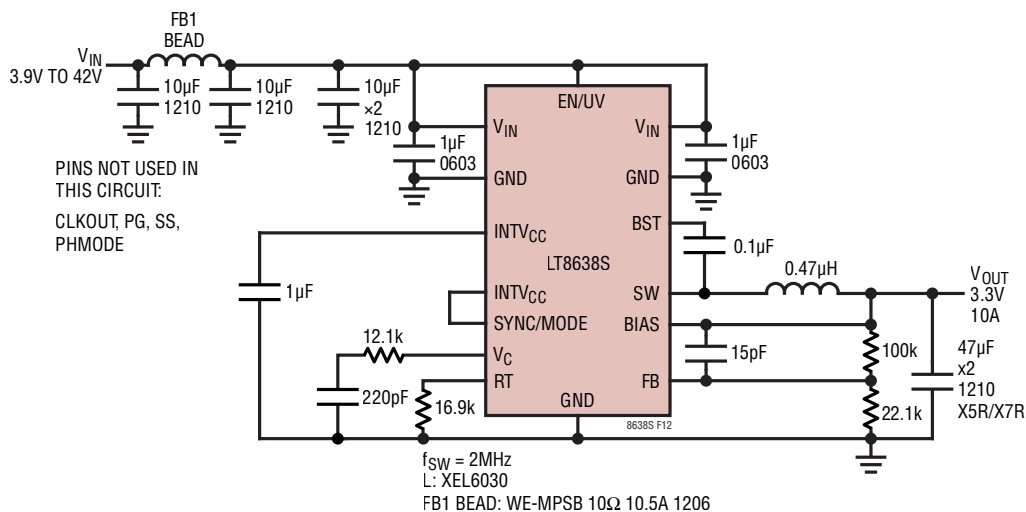 FB1
BEAD
VIN
3.9V TO 42V
10µF
1210
10µF
1210
10µF
×2
1210
1µF
0603
EN/UV
VIN
VIN
GND
GND
1µF
0603
PINS NOT USED IN
THIS CIRCUIT:
CLKOUT, PG, SS,
PHMODE
INTVCC
BST
0.1µF
LT8638S
1µF
INTVCC
SYNC/MODE
SW
BIAS
0.47µH
VOUT
3.3V
10A
12.1k
VC
RT
220pF
16.9k
15pF
FB
100k
22.1k
47µF
x2
1210
X5R/X7R
GND
8638S F12
fSW = 2MHz
L: XEL6030
FB1 BEAD: WE-MPSB 10Ω 10.5A 1206